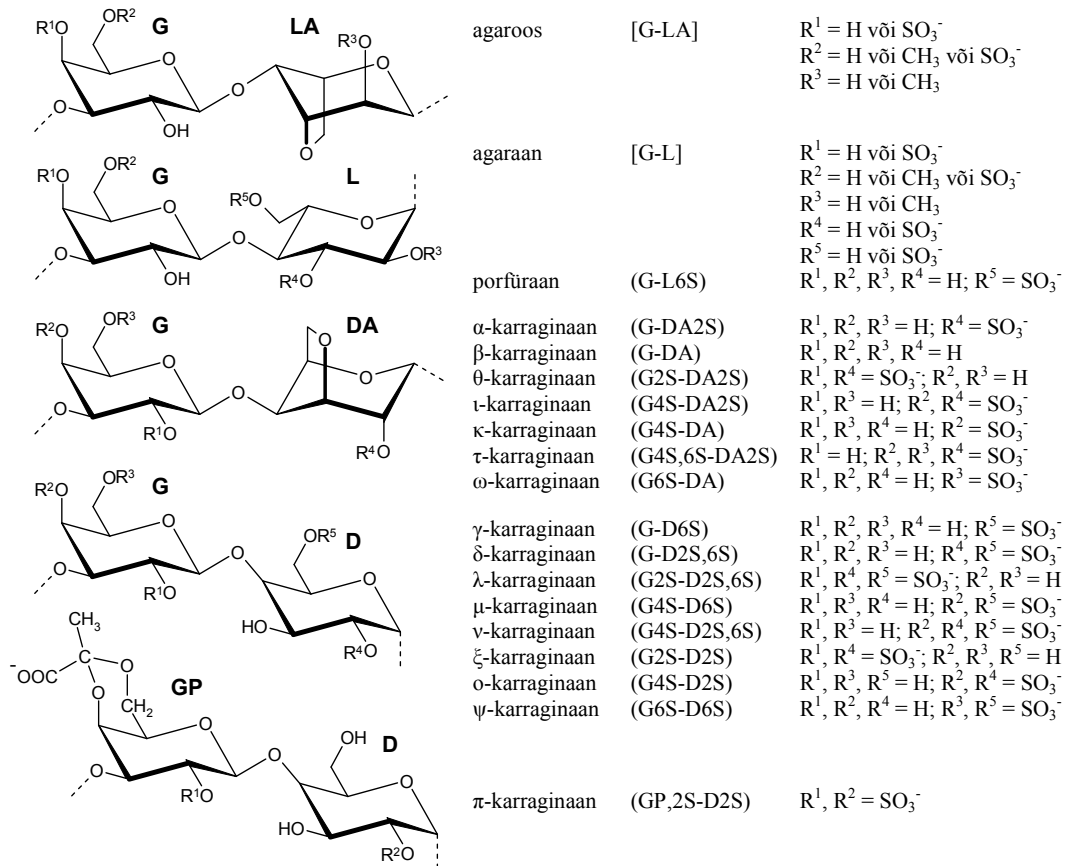 G LA
R¹O OR² R³O
O O O OH O
agaroos [G-LA] R¹ = H või SO₃⁻
R² = H või CH₃ või SO₃⁻
R³ = H või CH₃
G L
R¹O OR² R⁵O O
O O OH O R⁴O OR³
agaraan [G-L] R¹ = H või SO₃⁻
R² = H või CH₃ või SO₃⁻
R³ = H või CH₃
R⁴ = H või SO₃⁻
R⁵ = H või SO₃⁻
porfüraan (G-L6S) R¹, R², R³, R⁴ = H; R⁵ = SO₃⁻
G DA
R²O OR³ O O
O O R¹O O R⁴O
α-karraginaan (G-DA2S) R¹, R², R³ = H; R⁴ = SO₃⁻
β-karraginaan (G-DA) R¹, R², R³, R⁴ = H
θ-karraginaan (G2S-DA2S) R¹, R⁴ = SO₃⁻; R², R³ = H
ι-karraginaan (G4S-DA2S) R¹, R³ = H; R², R⁴ = SO₃⁻
κ-karraginaan (G4S-DA) R¹, R³, R⁴ = H; R² = SO₃⁻
τ-karraginaan (G4S,6S-DA2S) R¹ = H; R², R³, R⁴ = SO₃⁻
ω-karraginaan (G6S-DA) R¹, R², R⁴ = H; R³ = SO₃⁻
G D
R²O OR³ O OR⁵
O O R¹O HO O R⁴O
γ-karraginaan (G-D6S) R¹, R², R³, R⁴ = H; R⁵ = SO₃⁻
δ-karraginaan (G-D2S,6S) R¹, R², R³ = H; R⁴, R⁵ = SO₃⁻
λ-karraginaan (G2S-D2S,6S) R¹, R⁴, R⁵ = SO₃⁻; R², R³ = H
μ-karraginaan (G4S-D6S) R¹, R³, R⁴ = H; R², R⁵ = SO₃⁻
ν-karraginaan (G4S-D2S,6S) R¹, R³ = H; R², R⁴, R⁵ = SO₃⁻
ξ-karraginaan (G2S-D2S) R¹, R⁴ = SO₃⁻; R², R³, R⁵ = H
ο-karraginaan (G4S-D2S) R¹, R³, R⁵ = H; R², R⁴ = SO₃⁻
ψ-karraginaan (G6S-D6S) R¹, R², R⁴ = H; R³, R⁵ = SO₃⁻
CH₃
⁻OOC C O GP
O CH₂ D
O O R¹O O OH
HO O R²O
π-karraginaan (GP,2S-D2S) R¹, R² = SO₃⁻